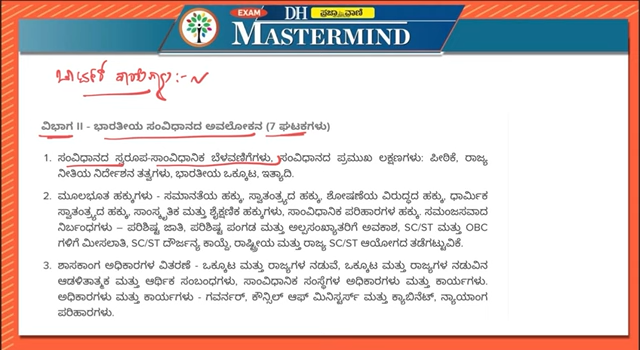 EXAM
DH ಪ್ರಜಾವಾಣಿ
MASTERMIND
ವಿಭಾಗ II - ಭಾರತೀಯ ಸಂವಿಧಾನದ ಅವಲೋಕನ (7 ಘಟಕಗಳು)
1. ಸಂವಿಧಾನದ ಸ್ವರೂಪ-ಸಾಂವಿಧಾನಿಕ ಬೆಳವಣಿಗೆಗಳು, ಸಂವಿಧಾನದ ಪ್ರಮುಖ ಲಕ್ಷಣಗಳು: ಪೀಠಿಕೆ, ರಾಜ್ಯ
ನೀತಿಯ ನಿರ್ದೇಶನ ತತ್ವಗಳು, ಭಾರತೀಯ ಒಕ್ಕೂಟ, ಇತ್ಯಾದಿ.
2. ಮೂಲಭೂತ ಹಕ್ಕುಗಳು - ಸಮಾನತೆಯ ಹಕ್ಕು, ಸ್ವಾತಂತ್ರ್ಯದ ಹಕ್ಕು, ಶೋಷಣೆಯ ವಿರುದ್ಧದ ಹಕ್ಕು, ಧಾರ್ಮಿಕ
ಸ್ವಾತಂತ್ರ್ಯದ ಹಕ್ಕು, ಸಾಂಸ್ಕೃತಿಕ ಮತ್ತು ಶೈಕ್ಷಣಿಕ ಹಕ್ಕುಗಳು, ಸಾಂವಿಧಾನಿಕ ಪರಿಹಾರಗಳ ಹಕ್ಕು. ಸಮಂಜಸವಾದ
ನಿರ್ಬಂಧಗಳು - ಪರಿಶಿಷ್ಟ ಜಾತಿ, ಪರಿಶಿಷ್ಟ ಪಂಗಡ ಮತ್ತು ಅಲ್ಪಸಂಖ್ಯಾತರಿಗೆ ಅವಕಾಶ, SC/ST ಮತ್ತು OBC
ಗಳಿಗೆ ಮೀಸಲಾತಿ, SC/ST ದೌರ್ಜನ್ಯ ಕಾಯ್ದೆ, ರಾಷ್ಟ್ರೀಯ ಮತ್ತು ರಾಜ್ಯ SC/ST ಆಯೋಗದ ತಡೆಗಟ್ಟುವಿಕೆ.
3. ಶಾಸಕಾಂಗ ಅಧಿಕಾರಗಳ ವಿತರಣೆ - ಒಕ್ಕೂಟ ಮತ್ತು ರಾಜ್ಯಗಳ ನಡುವೆ, ಒಕ್ಕೂಟ ಮತ್ತು ರಾಜ್ಯಗಳ ನಡುವಿನ
ಆಡಳಿತಾತ್ಮಕ ಮತ್ತು ಆರ್ಥಿಕ ಸಂಬಂಧಗಳು, ಸಾಂವಿಧಾನಿಕ ಸಂಸ್ಥೆಗಳ ಅಧಿಕಾರಗಳು ಮತ್ತು ಕಾರ್ಯಗಳು.
ಅಧಿಕಾರಗಳು ಮತ್ತು ಕಾರ್ಯಗಳು - ಗವರ್ನರ್, ಕೌನ್ಸಿಲ್ ಆಫ್ ಮಿನಿಸ್ಟರ್ಸ್ ಮತ್ತು ಕ್ಯಾಬಿನೆಟ್, ನ್ಯಾಯಾಂಗ
ಪರಿಹಾರಗಳು.